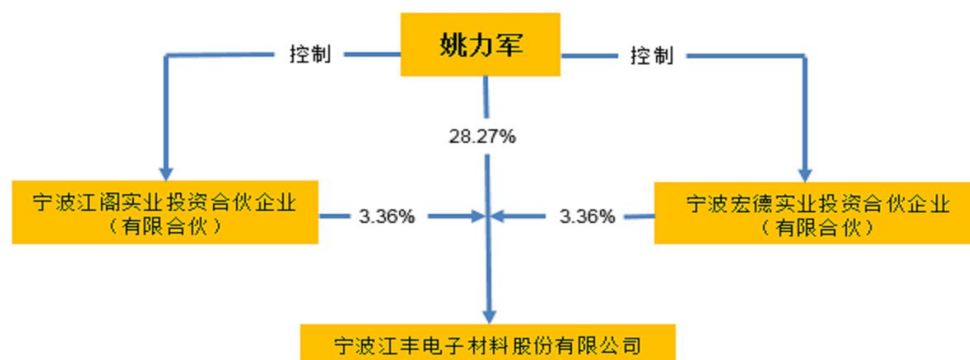 姚力军
控制
控制
28.27%
宁波江阁实业投资合伙企业
（有限合伙）
3.36%
3.36%
宁波宏德实业投资合伙企业
（有限合伙）
宁波江丰电子材料股份有限公司